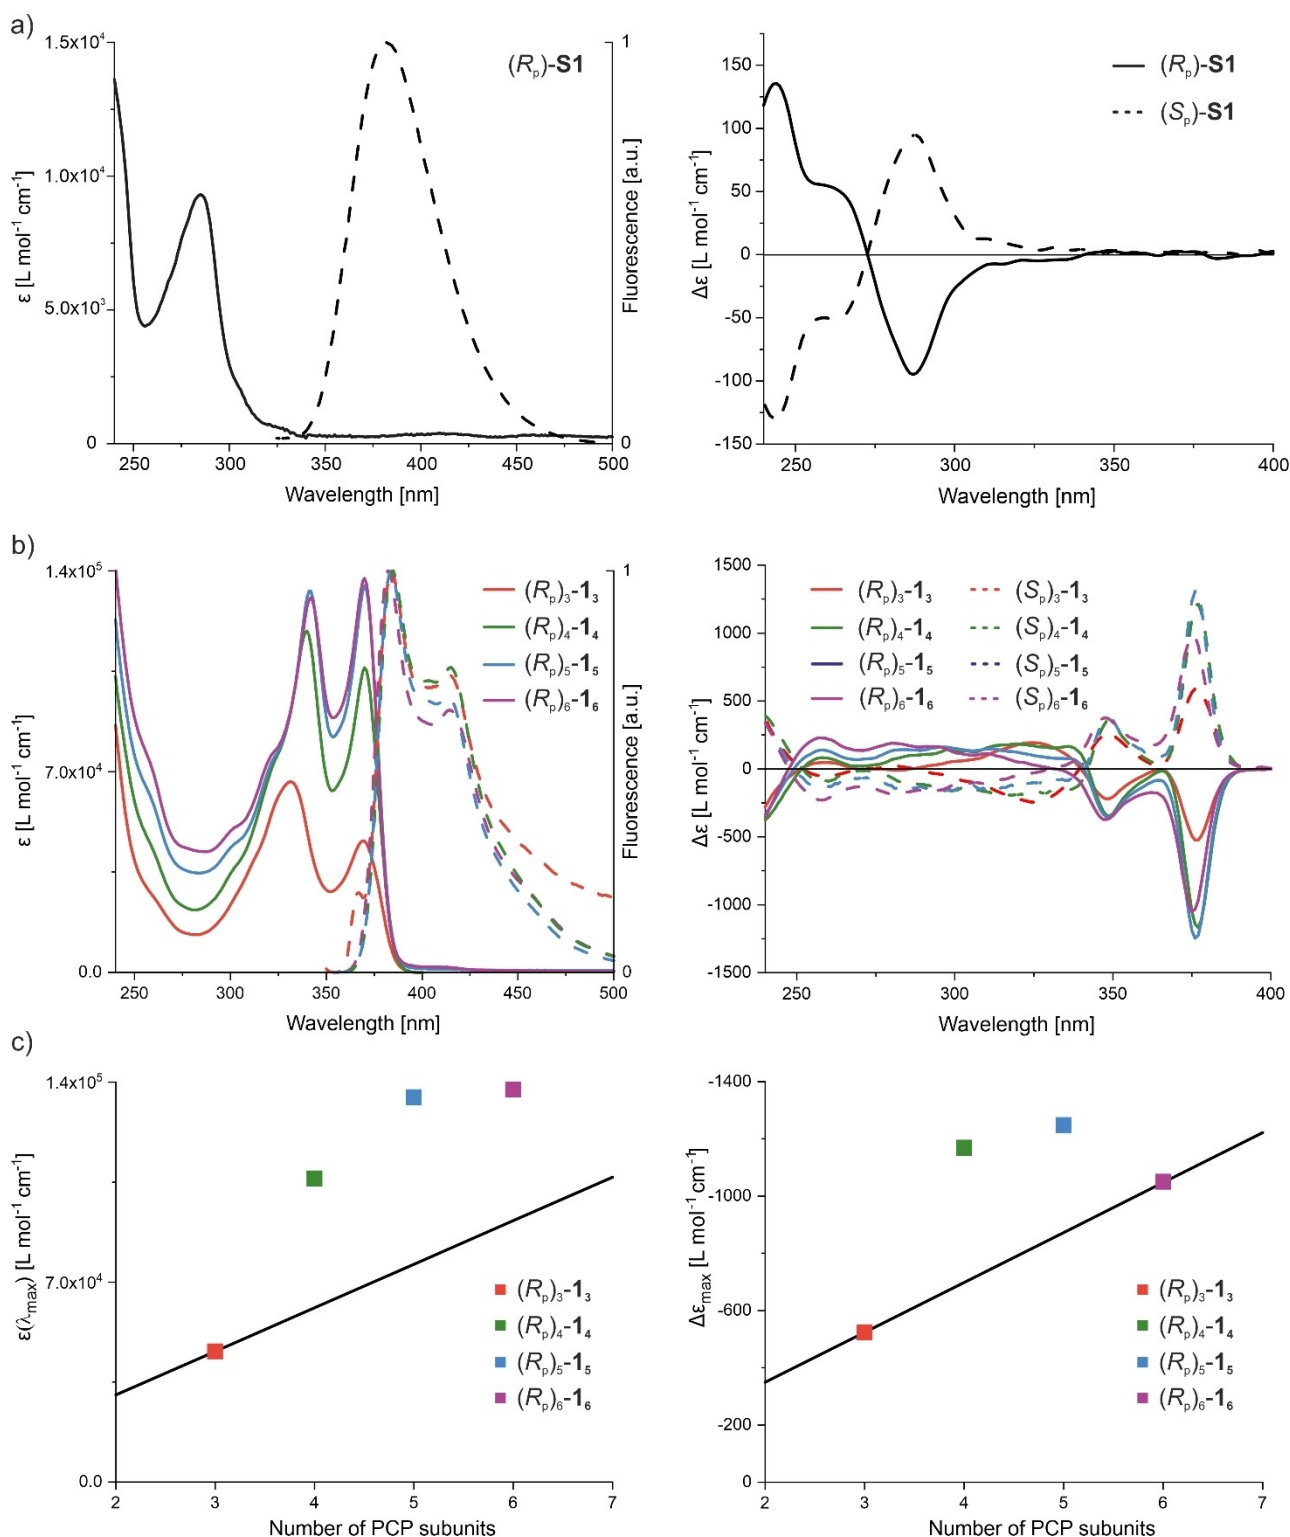 a)
1.5x10⁴
1.0x10⁴
5.0x10³
0
ε [L mol⁻¹ cm⁻¹]
250 300 350 400 450 500
Wavelength [nm]
1
0
Fluorescence [a.u.]
(Rₚ)-S1
150
100
50
0
-50
-100
-150
Δε [L mol⁻¹ cm⁻¹]
250 300 350 400
Wavelength [nm]
(Rₚ)-S1
(Sₚ)-S1
b)
1.4x10⁵
7.0x10⁴
0.0
ε [L mol⁻¹ cm⁻¹]
250 300 350 400 450 500
Wavelength [nm]
1
0
Fluorescence [a.u.]
(Rₚ)₃-1₃
(Rₚ)₄-1₄
(Rₚ)₅-1₅
(Rₚ)₆-1₆
1500
1000
500
0
-500
-1000
-1500
Δε [L mol⁻¹ cm⁻¹]
250 300 350 400
Wavelength [nm]
(Rₚ)₃-1₃ (Sₚ)₃-1₃
(Rₚ)₄-1₄ (Sₚ)₄-1₄
(Rₚ)₅-1₅ (Sₚ)₅-1₅
(Rₚ)₆-1₆ (Sₚ)₆-1₆
c)
1.4x10⁵
7.0x10⁴
0.0
ε(λmax) [L mol⁻¹ cm⁻¹]
2 3 4 5 6 7
Number of PCP subunits
(Rₚ)₃-1₃
(Rₚ)₄-1₄
(Rₚ)₅-1₅
(Rₚ)₆-1₆
-1400
-1000
-600
-200
0
Δεmax [L mol⁻¹ cm⁻¹]
2 3 4 5 6 7
Number of PCP subunits
(Rₚ)₃-1₃
(Rₚ)₄-1₄
(Rₚ)₅-1₅
(Rₚ)₆-1₆